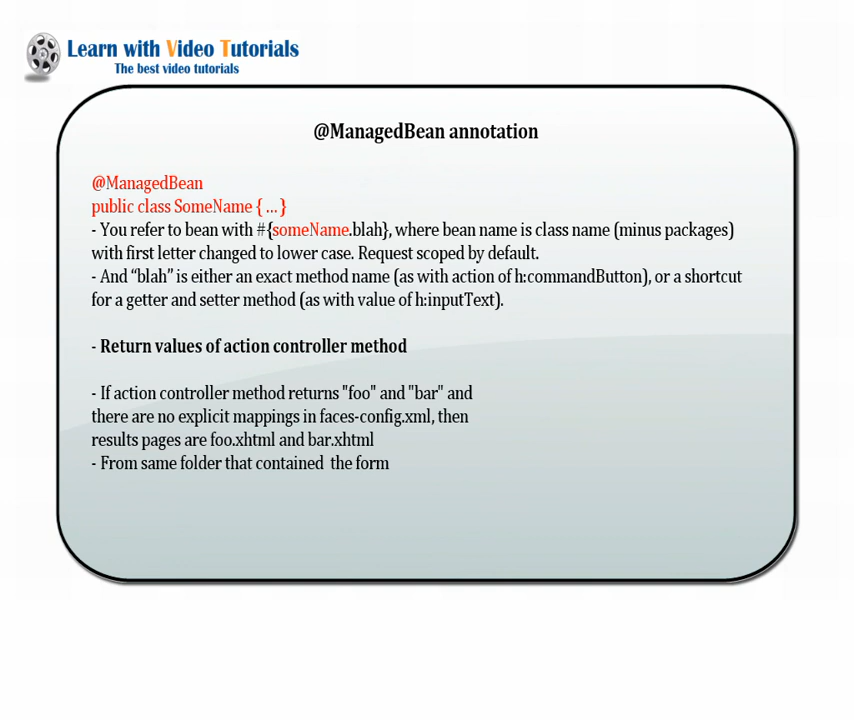 Learn with Video Tutorials
The best video tutorials
@ManagedBean annotation
@ManagedBean
public class SomeName { ... }
- You refer to bean with #{someName.blah}, where bean name is class name (minus packages)
with first letter changed to lower case. Request scoped by default.
- And “blah” is either an exact method name (as with action of h:commandButton), or a shortcut
for a getter and setter method (as with value of h:inputText).
- Return values of action controller method
- If action controller method returns "foo" and "bar" and
there are no explicit mappings in faces-config.xml, then
results pages are foo.xhtml and bar.xhtml
- From same folder that contained the form